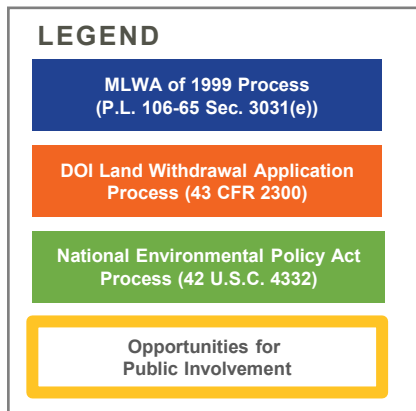 LEGEND
MLWA of 1999 Process
(P.L. 106-65 Sec. 3031(e))
DOI Land Withdrawal Application
Process (43 CFR 2300)
National Environmental Policy Act
Process (42 U.S.C. 4332)
Opportunities for
Public Involvement